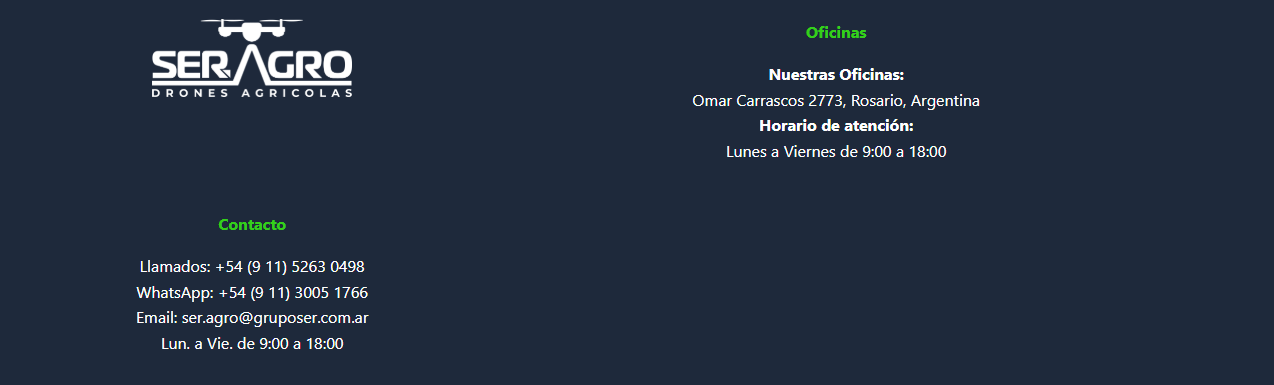 SER AGRO
DRONES AGRICOLAS
Oficinas
Nuestras Oficinas:
Omar Carrascos 2773, Rosario, Argentina
Horario de atención:
Lunes a Viernes de 9:00 a 18:00
Contacto
Llamados: +54 (9 11) 5263 0498
WhatsApp: +54 (9 11) 3005 1766
Email: ser.agro@gruposer.com.ar
Lun. a Vie. de 9:00 a 18:00